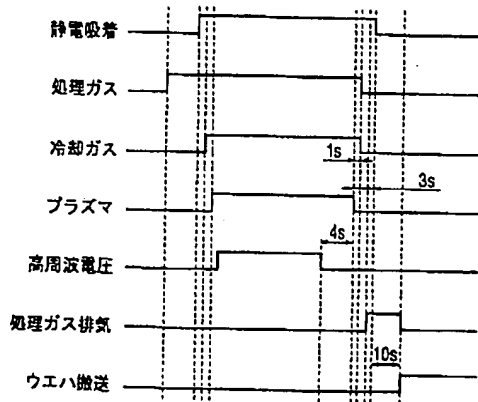 静電吸着
処理ガス
冷却ガス
1s
3s
プラズマ
4s
高周波電圧
処理ガス排気
10s
ウエハ搬送